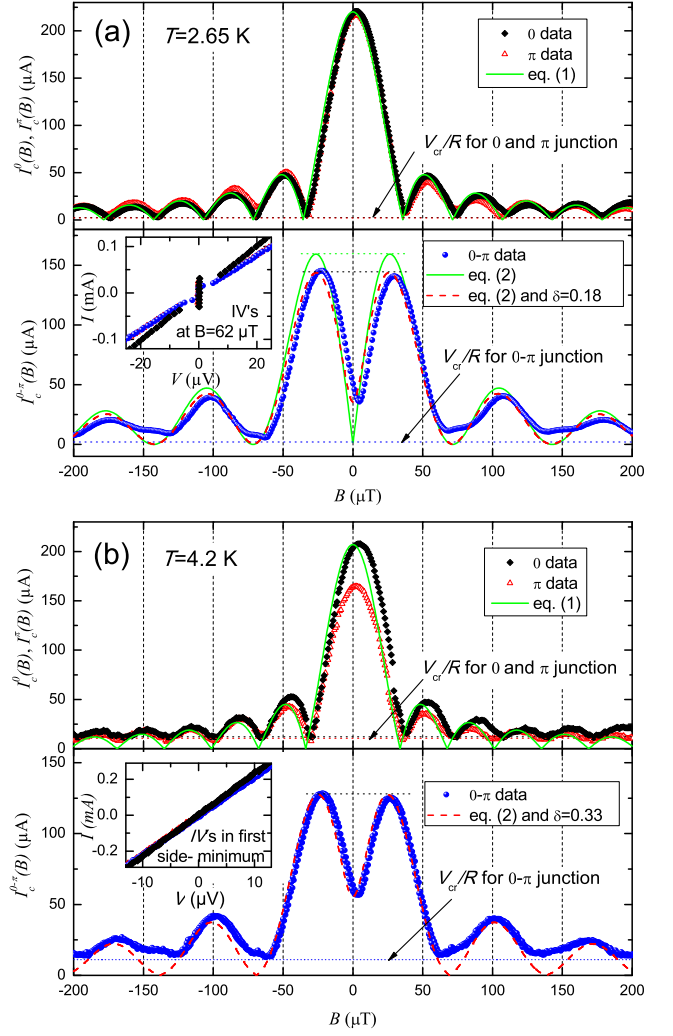 (a)
T=2.65 K
0 data
π data
eq. (1)
V_cr/R for 0 and π junction
I_c^0(B), I_c^π(B) (µA)
200
150
100
50
0
0-π data
eq. (2)
eq. (2) and δ=0.18
V_cr/R for 0-π junction
I_c^0-π(B) (µA)
150
100
50
0
I (mA)
0.1
0.0
-0.1
IV's
at B=62 µT
-20 0 20
V (µV)
-200 -150 -100 -50 0 50 100 150 200
B (µT)
(b)
T=4.2 K
0 data
π data
eq. (1)
V_cr/R for 0 and π junction
I_c^0(B), I_c^π(B) (µA)
200
150
100
50
0
0-π data
eq. (2) and δ=0.33
V_cr/R for 0-π junction
I_c^0-π(B) (µA)
150
100
50
0
I (mA)
0.2
0.0
-0.2
IVs in first
side- minimum
-10 0 10
V (µV)
-200 -150 -100 -50 0 50 100 150 200
B (µT)